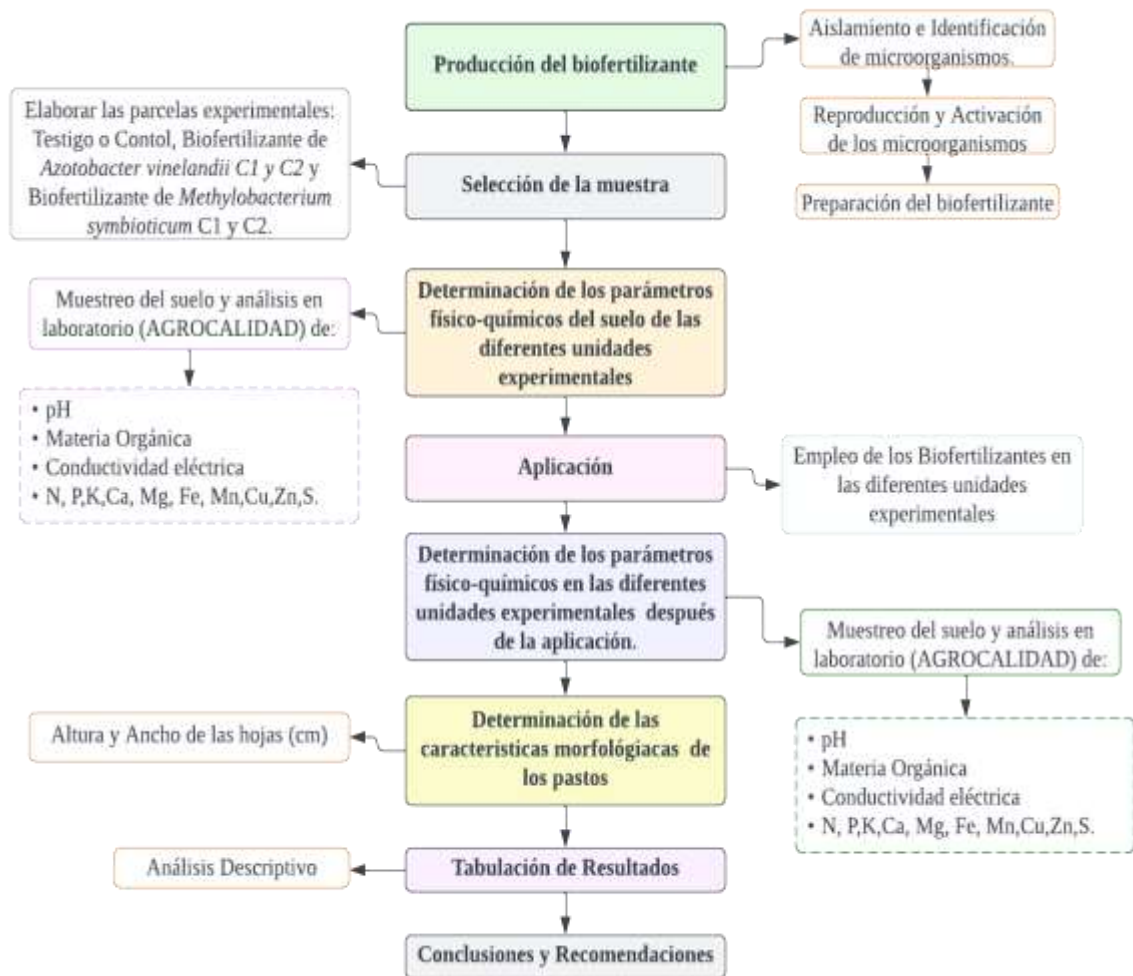 Producción del biofertilizante
Aislamiento e Identificación
de microorganismos.
Reproducción y Activación
de los microorganismos
Preparación del biofertilizante
Elaborar las parcelas experimentales:
Testigo o Contol, Biofertilizante de
Azotobacter vinelandii C1 y C2 y
Biofertilizante de Methylobacterium
symbioticum C1 y C2.
Selección de la muestra
Determinación de los parámetros
físico-químicos del suelo de las
diferentes unidades
experimentales
Muestreo del suelo y análisis en
laboratorio (AGROCALIDAD) de:
• pH
• Materia Orgánica
• Conductividad eléctrica
• N, P,K,Ca, Mg, Fe, Mn,Cu,Zn,S.
Aplicación
Empleo de los Biofertilizantes en
las diferentes unidades
experimentales
Determinación de los parámetros
físico-químicos en las diferentes
unidades experimentales después
de la aplicación.
Muestreo del suelo y análisis en
laboratorio (AGROCALIDAD) de:
• pH
• Materia Orgánica
• Conductividad eléctrica
• N, P,K,Ca, Mg, Fe, Mn,Cu,Zn,S.
Determinación de las
caracteristicas morfológiacas de
los pastos
Altura y Ancho de las hojas (cm)
Tabulación de Resultados
Análisis Descriptivo
Conclusiones y Recomendaciones